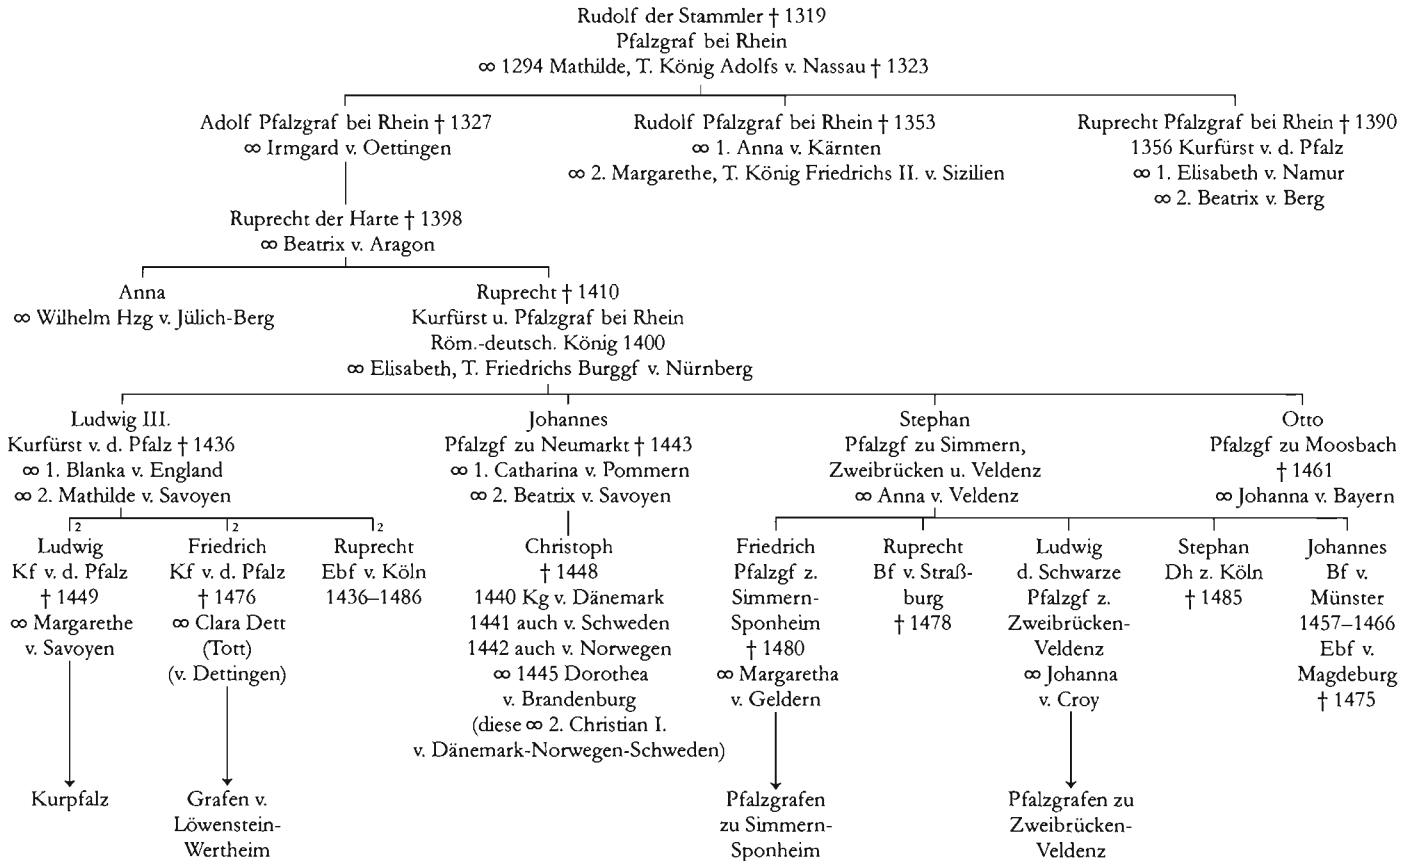 Rudolf der Stammler † 1319
Pfalzgraf bei Rhein
∞ 1294 Mathilde, T. König Adolfs v. Nassau † 1323
Adolf Pfalzgraf bei Rhein † 1327
∞ Irmgard v. Oettingen
Rudolf Pfalzgraf bei Rhein † 1353
∞ 1. Anna v. Kärnten
∞ 2. Margarethe, T. König Friedrichs II. v. Sizilien
Ruprecht Pfalzgraf bei Rhein † 1390
1356 Kurfürst v. d. Pfalz
∞ 1. Elisabeth v. Namur
∞ 2. Beatrix v. Berg
Ruprecht der Harte † 1398
∞ Beatrix v. Aragon
Anna
∞ Wilhelm Hzg v. Jülich-Berg
Ruprecht † 1410
Kurfürst u. Pfalzgraf bei Rhein
Röm.-deutsch. König 1400
∞ Elisabeth, T. Friedrichs Burggf v. Nürnberg
Ludwig III.
Kurfürst v. d. Pfalz † 1436
∞ 1. Blanka v. England
∞ 2. Mathilde v. Savoyen
Johannes
Pfalzgf zu Neumarkt † 1443
∞ 1. Catharina v. Pommern
∞ 2. Beatrix v. Savoyen
Stephan
Pfalzgf zu Simmern,
Zweibrücken u. Veldenz
∞ Anna v. Veldenz
Otto
Pfalzgf zu Moosbach
† 1461
∞ Johanna v. Bayern
2
Ludwig
Kf v. d. Pfalz
† 1449
∞ Margarethe
v. Savoyen
2
Friedrich
Kf v. d. Pfalz
† 1476
∞ Clara Dett
(Tott)
(v. Dettingen)
2
Ruprecht
Ebf v. Köln
1436–1486
Christoph
† 1448
1440 Kg v. Dänemark
1441 auch v. Schweden
1442 auch v. Norwegen
∞ 1445 Dorothea
v. Brandenburg
(diese ∞ 2. Christian I.
v. Dänemark-Norwegen-Schweden)
Friedrich
Pfalzgf z.
Simmern-
Sponheim
† 1480
∞ Margaretha
v. Geldern
Ruprecht
Bf v. Straß-
burg
† 1478
Ludwig
d. Schwarze
Pfalzgf z.
Zweibrücken-
Veldenz
∞ Johanna
v. Croy
Stephan
Dh z. Köln
† 1485
Johannes
Bf v.
Münster
1457–1466
Ebf v.
Magdeburg
† 1475
Kurpfalz
Grafen v.
Löwenstein-
Wertheim
Pfalzgrafen
zu Simmern-
Sponheim
Pfalzgrafen zu
Zweibrücken-
Veldenz